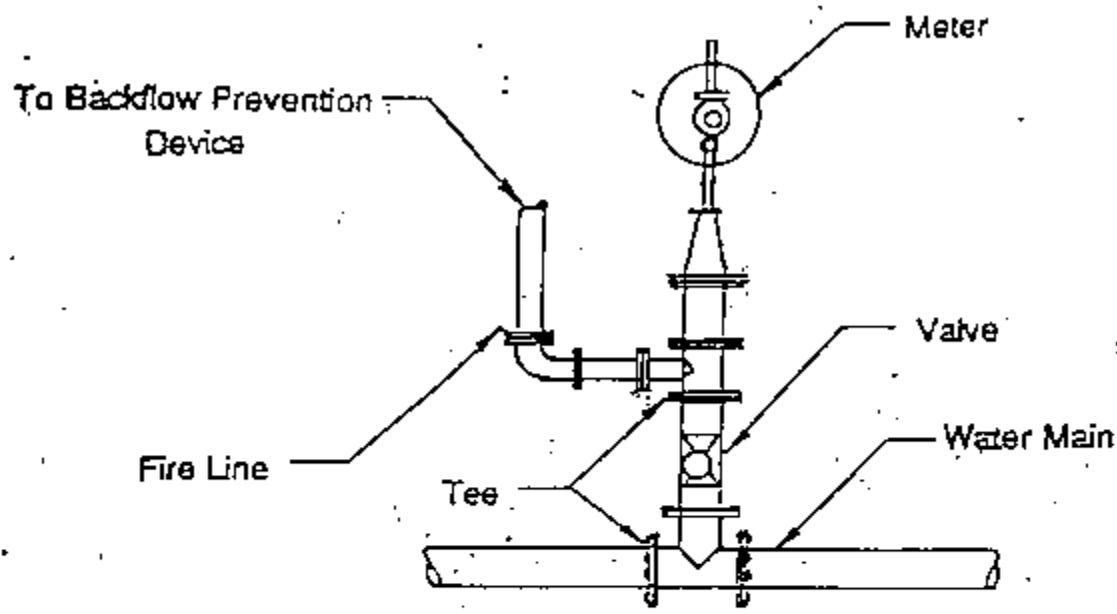 Meter
To Backflow Prevention
Device
Valve
Water Main
Fire Line
Tee